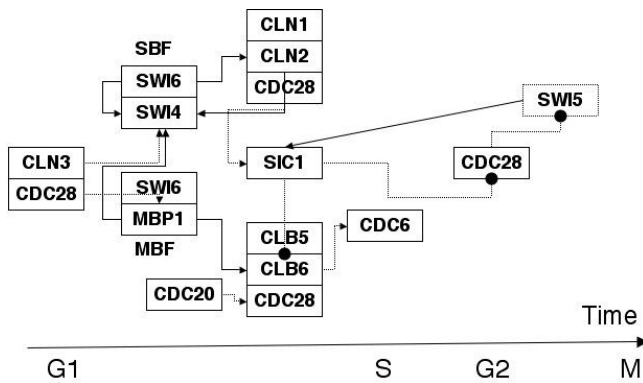 CLN1
SBF
CLN2
SWI6
CDC28
SWI4
SWI5
CLN3
SIC1
CDC28
CDC28
SWI6
MBP1
CLB5
CDC6
MBF
CLB6
CDC20
CDC28
Time
G1
S
G2
M